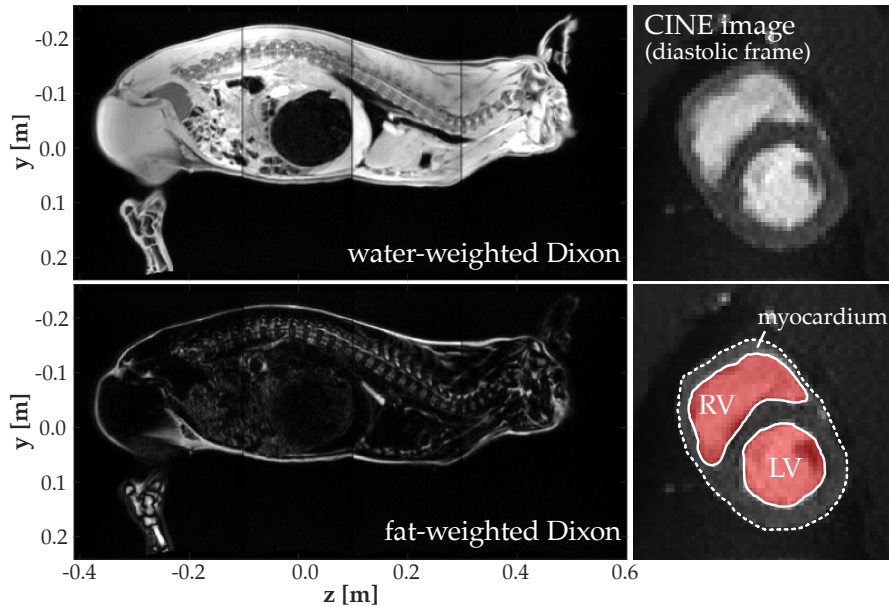 -0.2
-0.1
0.0
0.1
0.2
y [m]
water-weighted Dixon
CINE image
(diastolic frame)
-0.2
-0.1
0.0
0.1
0.2
y [m]
fat-weighted Dixon
-0.4
-0.2
0.0
0.2
0.4
0.6
z [m]
myocardium
RV
LV